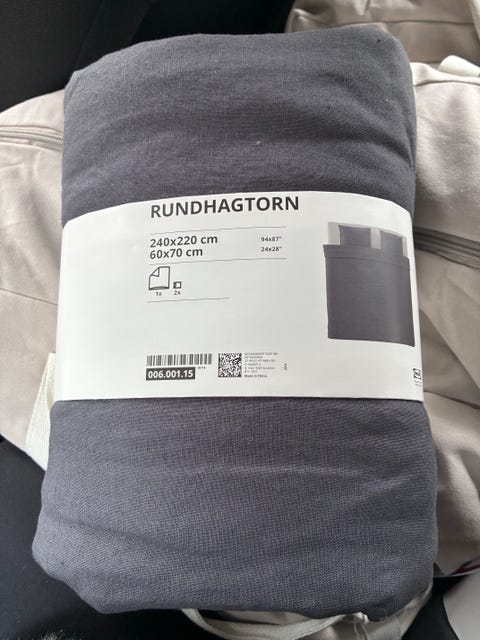 RUNDHAGTORN
240x220 cm 94x87"
60x70 cm 24x28"
1x 2x
006.001.15
Made in China